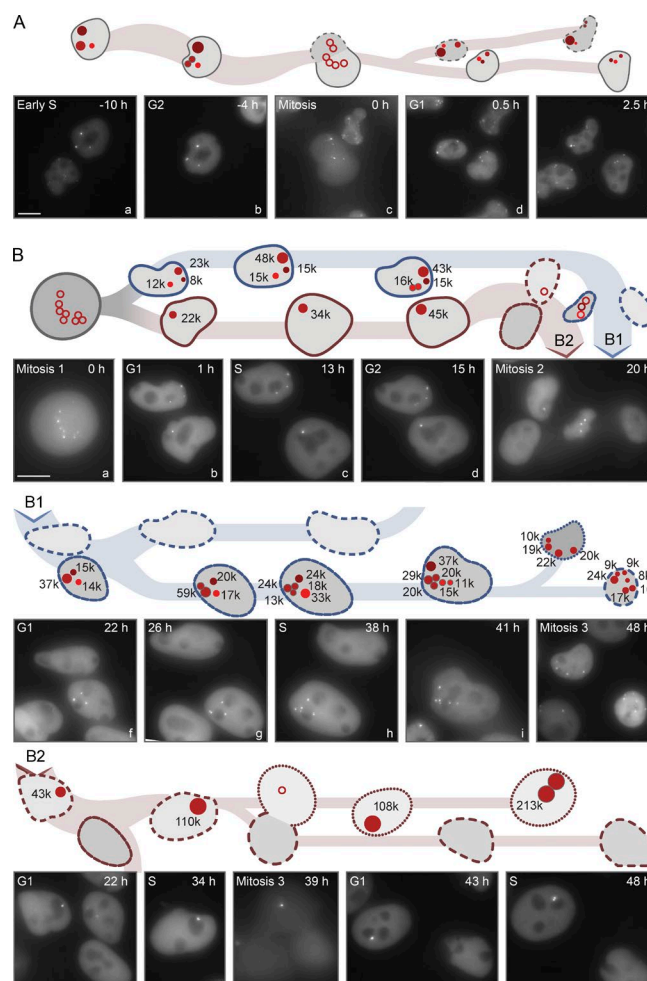 A
Early S -10 h
a
G2 -4 h
b
Mitosis 0 h
c
G1 0.5 h
d
2.5 h
B
23k
8k
12k
48k
15k
15k
43k
15k
16k
22k
34k
45k
B2 B1
Mitosis 1 0 h
a
G1 1 h
b
S 13 h
c
G2 15 h
d
Mitosis 2 20 h
B1
15k
37k
14k
20k
59k
17k
24k
24k
18k
13k
33k
37k
29k
20k
11k
20k
15k
10k
19k
22k
20k
9k
9k
24k
8k
17k
G1 22 h
f
26 h
g
S 38 h
h
41 h
i
Mitosis 3 48 h
B2
43k
110k
108k
213k
G1 22 h
S 34 h
Mitosis 3 39 h
G1 43 h
S 48 h